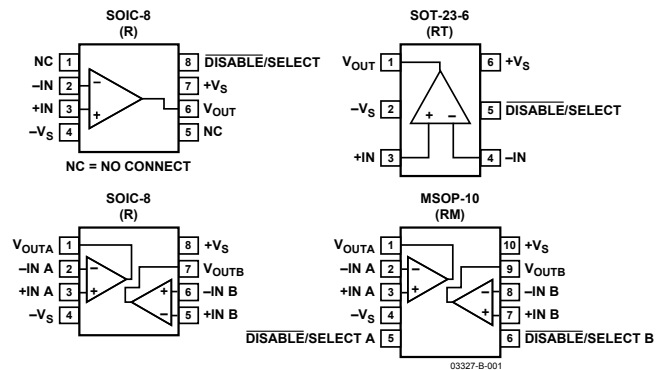 SOIC-8
(R)
NC 1
–IN 2
+IN 3
–VS 4
8 DISABLE/SELECT
7 +VS
6 VOUT
5 NC
– +
NC = NO CONNECT
SOT-23-6
(RT)
VOUT 1
–VS 2
+IN 3
6 +VS
5 DISABLE/SELECT
4 –IN
+ –
SOIC-8
(R)
VOUTA 1
–IN A 2
+IN A 3
–VS 4
8 +VS
7 VOUTB
6 –IN B
5 +IN B
– +
+ –
MSOP-10
(RM)
VOUTA 1
–IN A 2
+IN A 3
–VS 4
DISABLE/SELECT A 5
10 +VS
9 VOUTB
8 –IN B
7 +IN B
6 DISABLE/SELECT B
– +
– +
03327-B-001